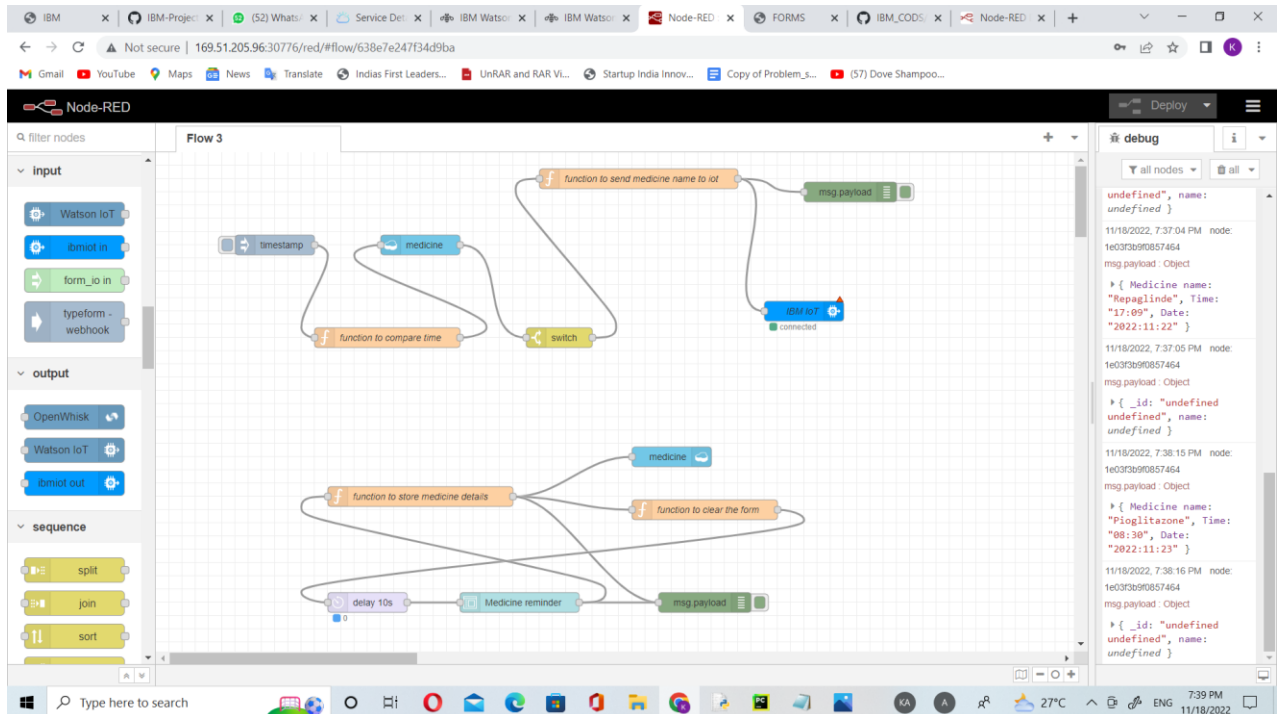 IBM
IBM-Project
(52) Whats
Service Det
IBM Watson
IBM Watson
Node-RED
FORMS
IBM_CODS
Node-RED
Not secure | 169.51.205.96:30776/red/#flow/638e7e247f34d9ba
K
Gmail
YouTube
Maps
News
Translate
Indias First Leaders...
UnRAR and RAR Vi...
Startup India Innov...
Copy of Problem_s...
(57) Dove Shampoo...
Node-RED
Deploy
filter nodes
input
Watson IoT
ibmiot in
form_io in
typeform -
webhook
output
OpenWhisk
Watson IoT
ibmiot out
sequence
split
join
sort
Flow 3
function to send medicine name to iot
msg.payload
timestamp
medicine
IBM IoT
connected
function to compare time
switch
medicine
function to store medicine details
function to clear the form
delay 10s
0
Medicine reminder
msg.payload
debug
i
all nodes
all
undefined", name:
undefined }
11/18/2022, 7:37:04 PM node:
1e03f3b9f0857464
msg.payload : Object
{ Medicine name:
"Repaglinde", Time:
"17:09", Date:
"2022:11:22" }
11/18/2022, 7:37:05 PM node:
1e03f3b9f0857464
msg.payload : Object
{ _id: "undefined
undefined", name:
undefined }
11/18/2022, 7:38:15 PM node:
1e03f3b9f0857464
msg.payload : Object
{ Medicine name:
"Pioglitazone", Time:
"08:30", Date:
"2022:11:23" }
11/18/2022, 7:38:16 PM node:
1e03f3b9f0857464
msg.payload : Object
{ _id: "undefined
undefined", name:
undefined }
Type here to search
KA
A
27°C
ENG
7:39 PM
11/18/2022